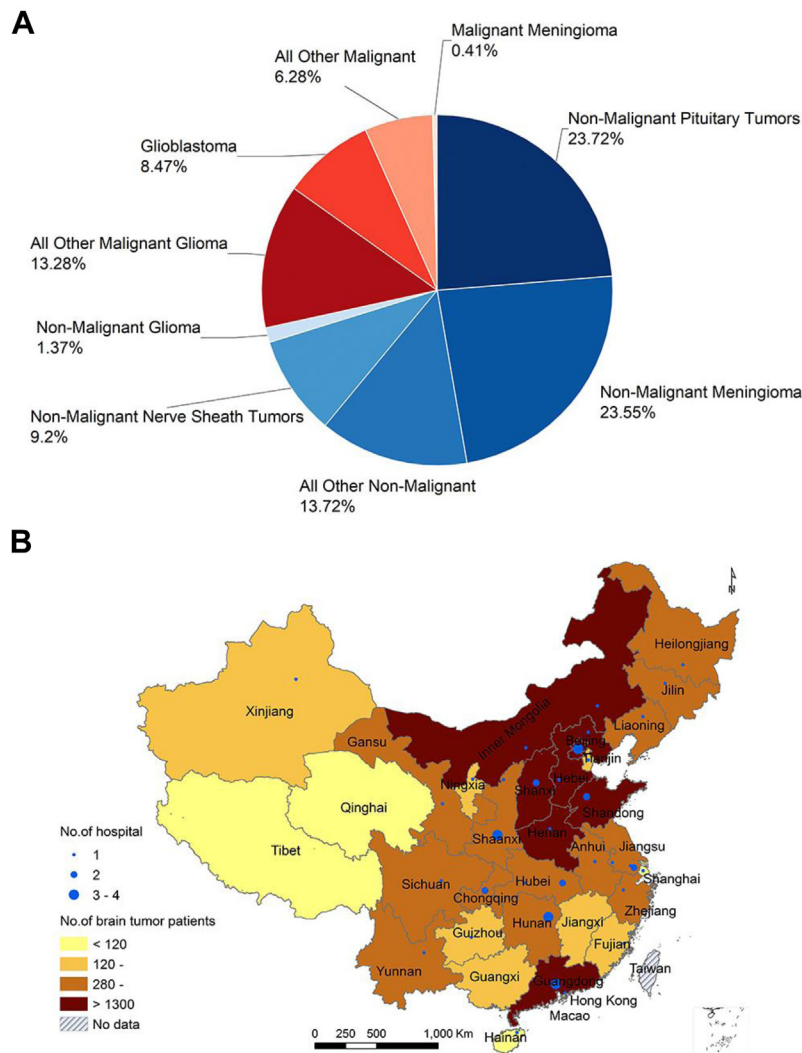 A
Malignant Meningioma
0.41%
All Other Malignant
6.28%
Non-Malignant Pituitary Tumors
23.72%
Glioblastoma
8.47%
All Other Malignant Glioma
13.28%
Non-Malignant Glioma
1.37%
Non-Malignant Meningioma
23.55%
Non-Malignant Nerve Sheath Tumors
9.2%
All Other Non-Malignant
13.72%
B
N
Heilongjiang
Jilin
Xinjiang
Liaoning
Inner Mongolia
Gansu
Beijing
Tianjin
Ningxia
Hebei
Shanxi
Qinghai
Shandong
No.of hospital
1
2
3 - 4
Shaanxi
Henan
Tibet
Anhui
Jiangsu
Shanghai
Sichuan
Hubei
Chongqing
Zhejiang
No.of brain tumor patients
< 120
120 -
280 -
> 1300
No data
Hunan
Jiangxi
Guizhou
Fujian
Yunnan
Guangxi
Guangdong
Taiwan
Hong Kong
Macao
Hainan
0 250 500 1,000 Km